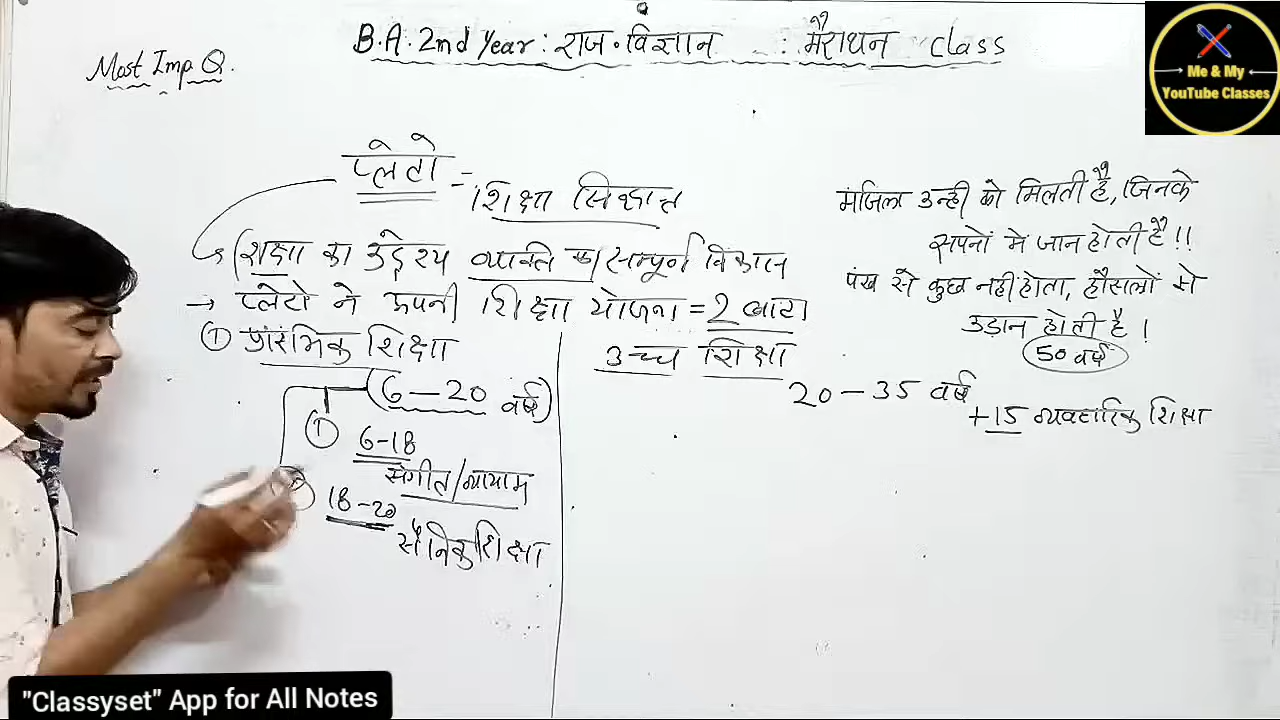 B.A. 2nd Year : राज. विज्ञान : मैराथन class
Most Imp. Q.
Me & My
YouTube Classes
प्लेटो = शिक्षा सिद्धान्त
मंजिल उन्ही को मिलती है, जिनके
सपनों में जान होती है !!
पंख से कुछ नहीं होता, हौसलों से
उड़ान होती है ।
(शिक्षा का उद्देश्य व्यक्ति का सम्पूर्ण विकास
→ प्लेटो ने अपनी शिक्षा योजना = 2 बाटा
① प्रारंभिक शिक्षा
(6 — 20 वर्ष)
① 6-18
संगीत/व्यायाम
18-20
सैनिक शिक्षा
उच्च शिक्षा
50 वर्ष
20 — 35 वर्ष
+15 व्यवहारिक शिक्षा
"Classyset" App for All Notes